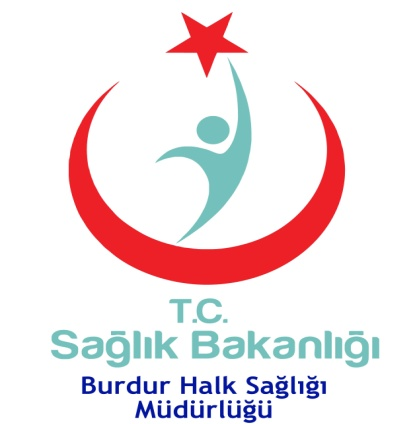 T.C.
Sağlık Bakanlığı
Burdur Halk Sağlığı
Müdürlüğü